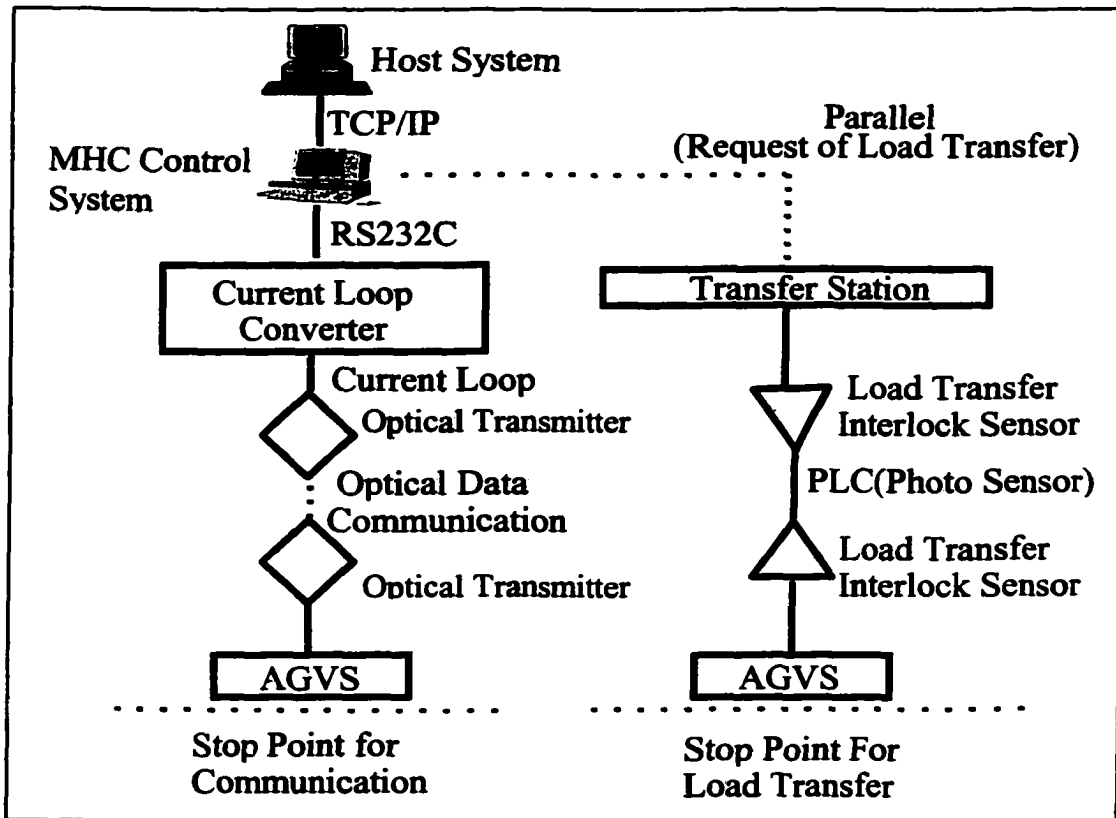 Host System
TCP/IP
MHC Control
System
RS232C
Parallel
(Request of Load Transfer)
Current Loop
Converter
Transfer Station
Current Loop
Optical Transmitter
Load Transfer
Interlock Sensor
Optical Data
Communication
PLC(Photo Sensor)
Optical Transmitter
Load Transfer
Interlock Sensor
AGVS
AGVS
Stop Point for
Communication
Stop Point For
Load Transfer